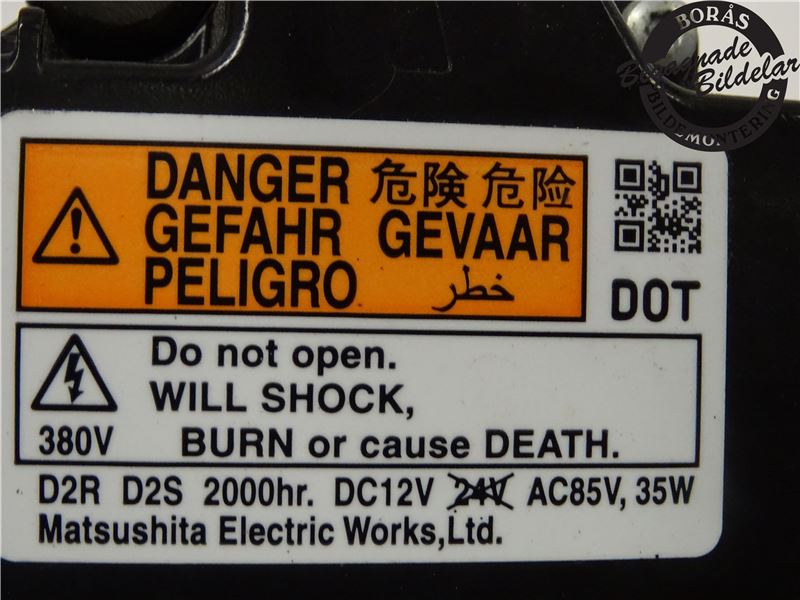 BORÅS
Begagnade
Bildelar
BILDEMONTERING
DANGER 危険 危险
GEFAHR GEVAAR
PELIGRO خطر
DOT
Do not open.
WILL SHOCK,
380V BURN or cause DEATH.
D2R D2S 2000hr. DC12V 24V AC85V, 35W
Matsushita Electric Works,Ltd.